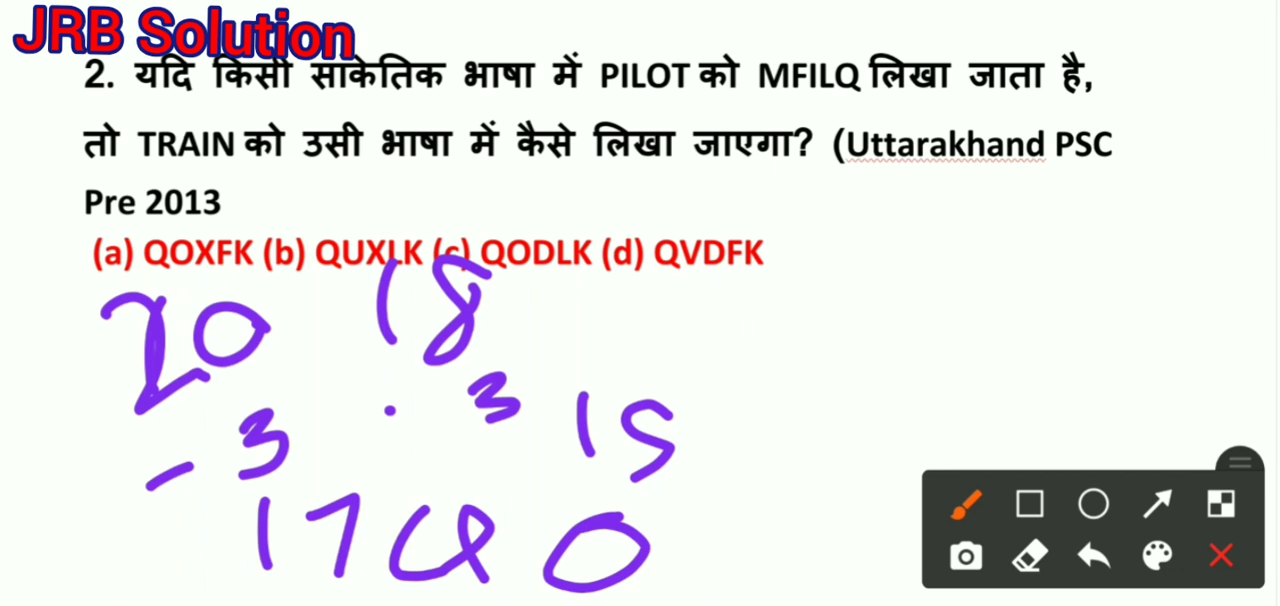 JRB Solution
2. यदि किसी सांकेतिक भाषा में PILOT को MFILQ लिखा जाता है,
तो TRAIN को उसी भाषा में कैसे लिखा जाएगा? (Uttarakhand PSC
Pre 2013
(a) QOXFK (b) QUXLK (c) QODLK (d) QVDFK
20 18
- 3 3 15
17 Q O